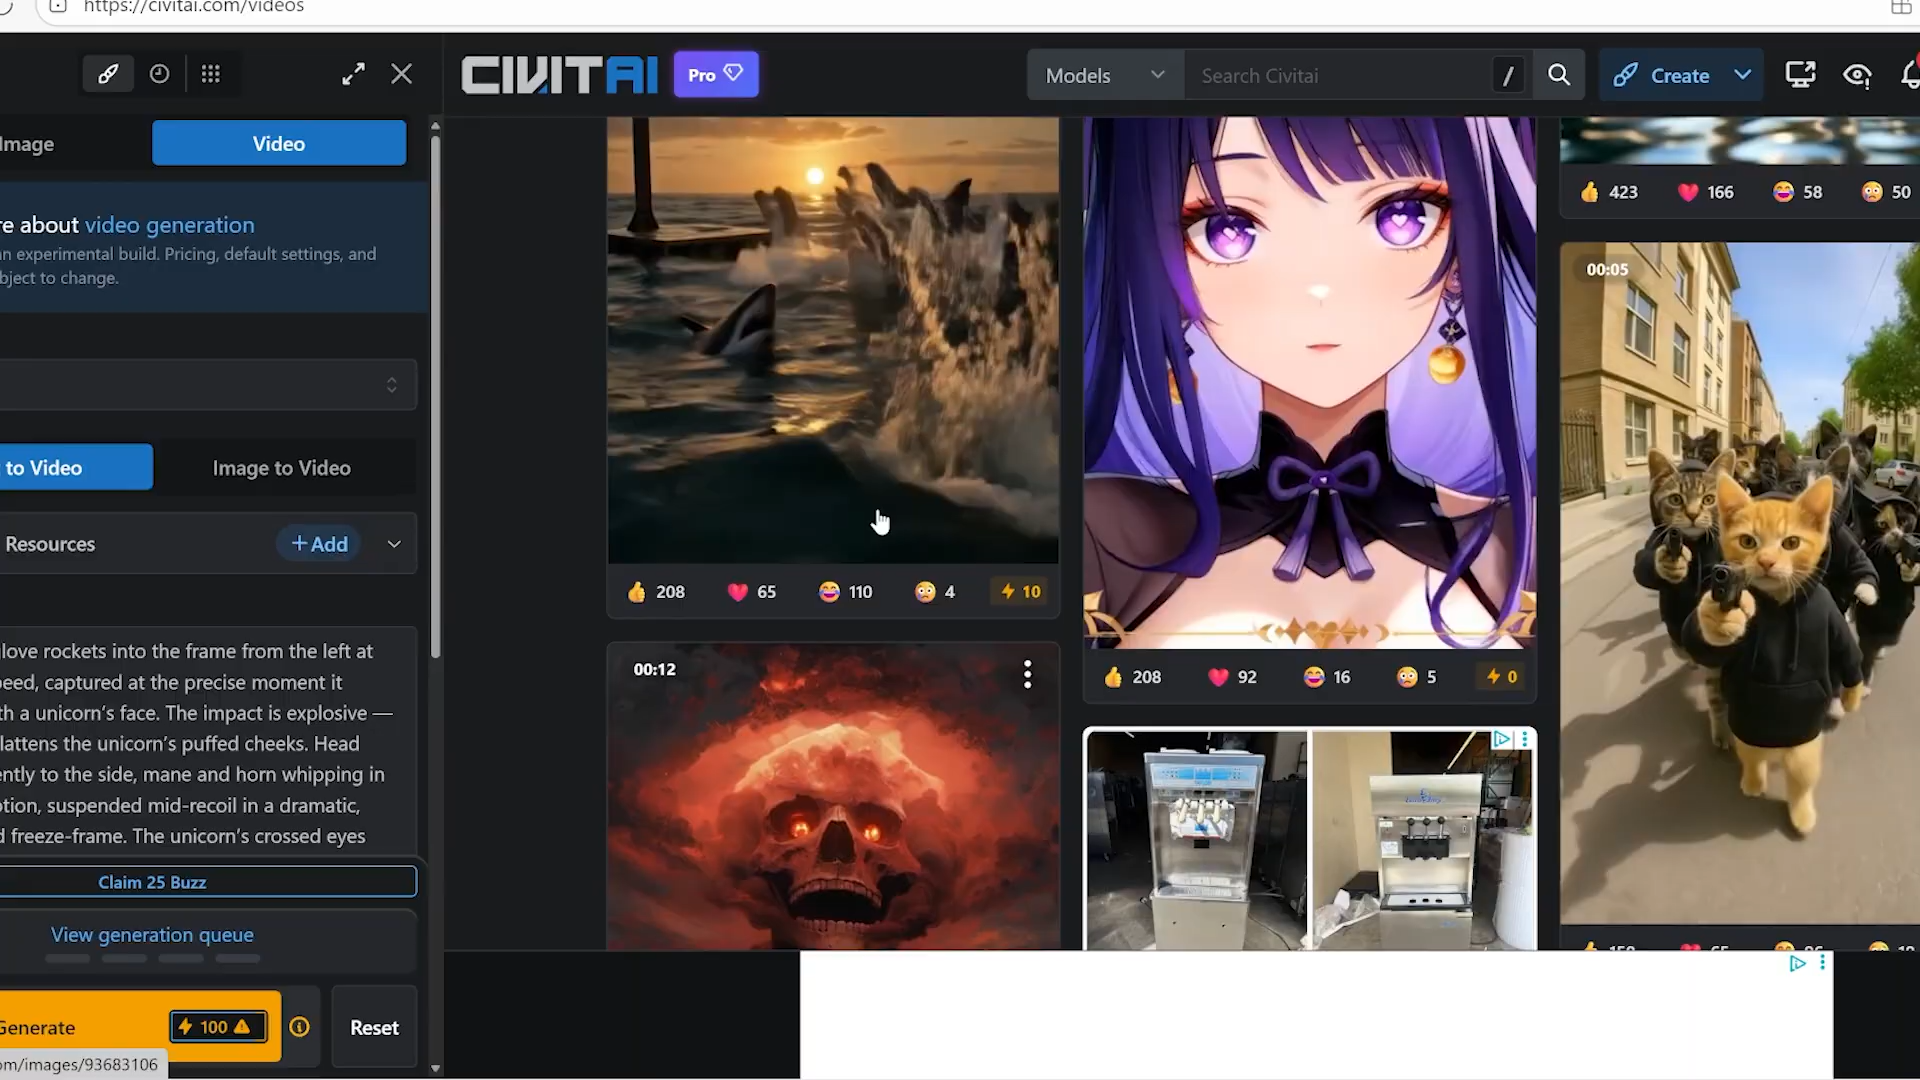 https://civitai.com/videos
CIVITAI
Pro
Models
Search Civitai
/
Create
Image
Video
re about video generation
an experimental build. Pricing, default settings, and
bject to change.
to Video
Image to Video
Resources
+Add
glove rockets into the frame from the left at
eed, captured at the precise moment it
th a unicorn's face. The impact is explosive —
lattens the unicorn's puffed cheeks. Head
ently to the side, mane and horn whipping in
otion, suspended mid-recoil in a dramatic,
d freeze-frame. The unicorn's crossed eyes
Claim 25 Buzz
View generation queue
Generate
100
Reset
om/images/93683106
208 65 110 4 10
00:12
208 92 16 5 0
423 166 58 50
00:05